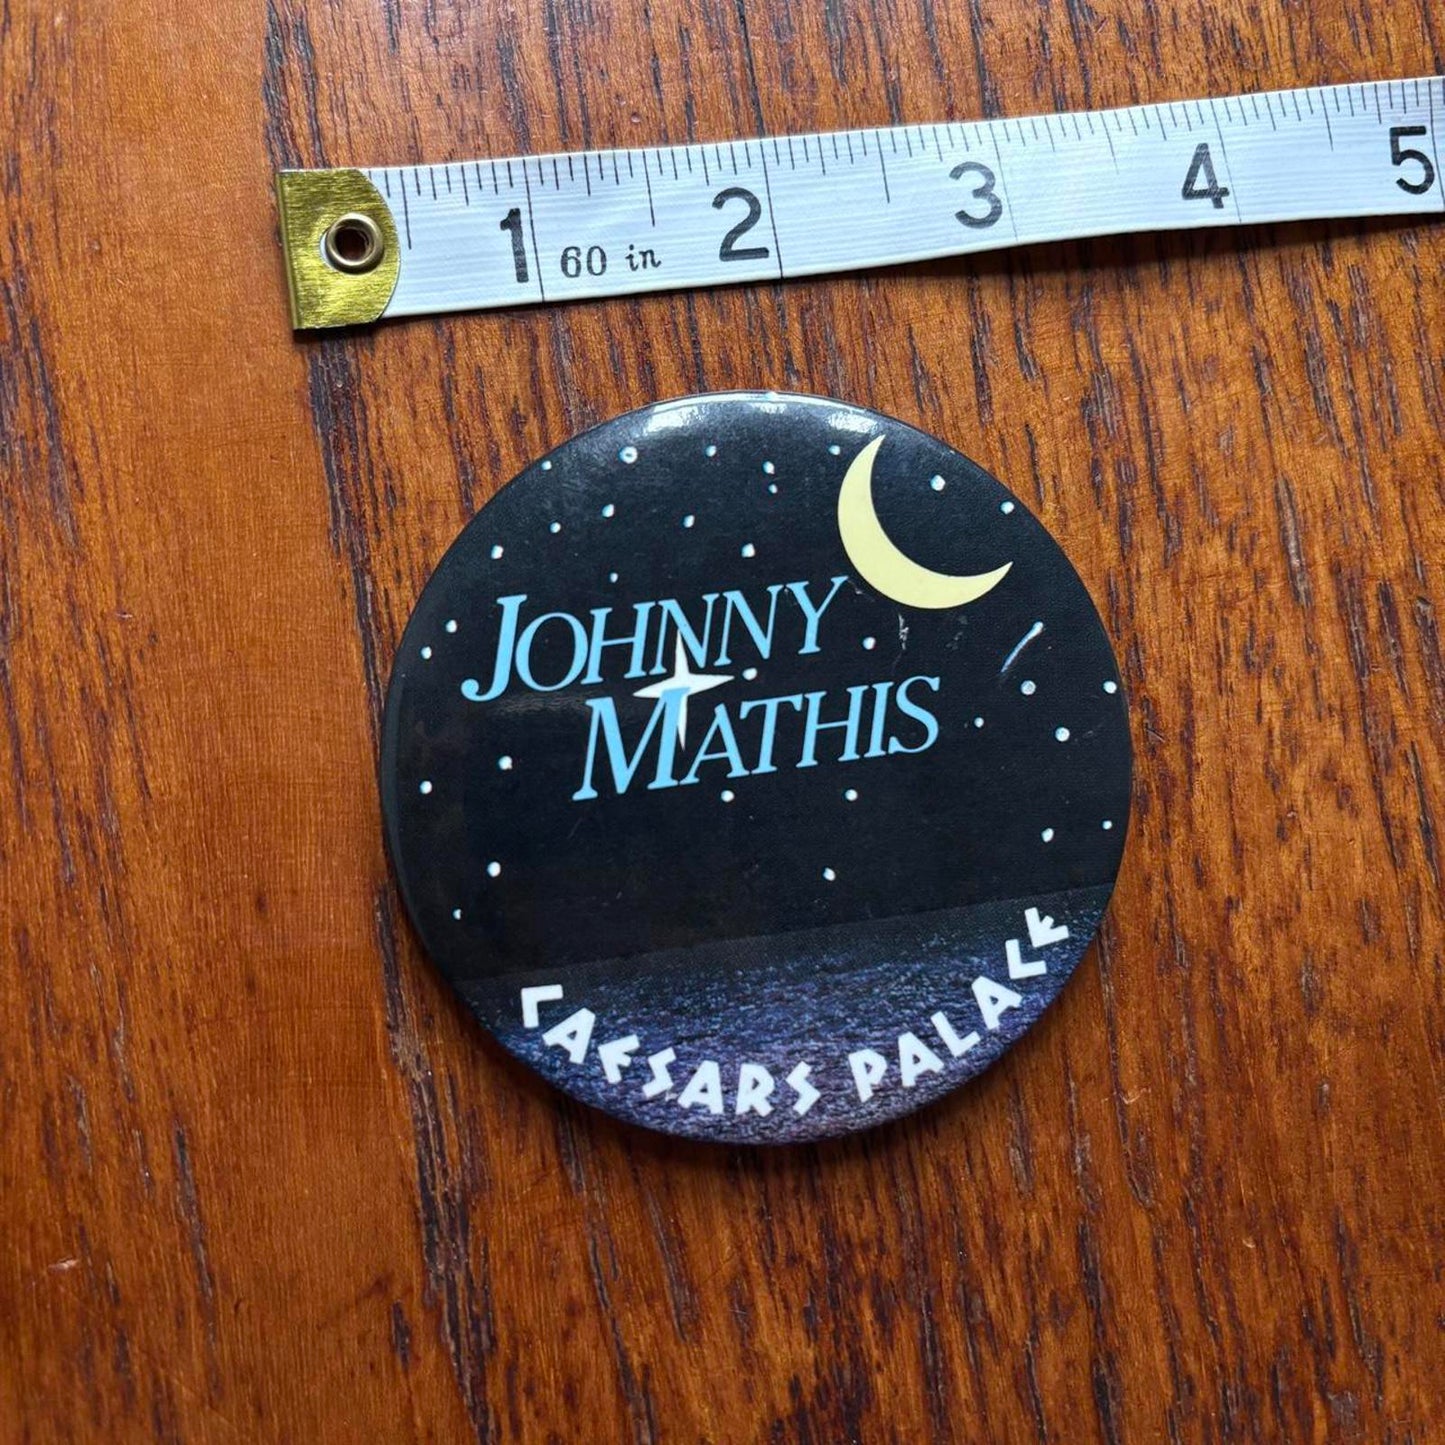 1 2 3 4 5
60 in
JOHNNY
MATHIS
CAESARS PALACE